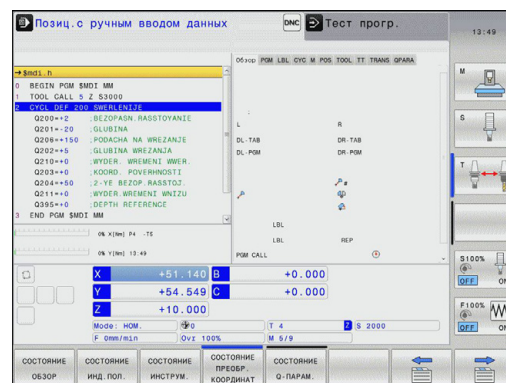 Позиц.с ручным вводом данных
DNC
Тест прогр.
13:49
→$mdi.h
0 BEGIN PGM $MDI MM
1 TOOL CALL 5 Z S3000
2 CYCL DEF 200 SWERLENIJE
Q200=+2 ;BEZOPASN.RASSTOYANIE
Q201=-20 ;GLUBINA
Q206=+150 ;PODACHA NA WREZANJE
Q202=+5 ;GLUBINA WREZANJA
Q210=+0 ;WYDER. WREMENI WWER.
Q203=+0 ;KOORD. POVERHNOSTI
Q204=+50 ;2-YE BEZOP.RASSTOJ.
Q211=+0 ;WYDER.WREMENI WNIZU
Q395=+0 ;DEPTH REFERENCE
3 END PGM $MDI MM
Обзор PGM LBL CYC M POS TOOL TT TRANS QPARA
:
L R
DL-TAB DR-TAB
DL-PGM DR-PGM
LBL
LBL REP
PGM CALL
0% X[Nm] P4 -T5
0% Y[Nm] 13:49
X +51.140 B +0.000
Y +54.549 C +0.000
Z +10.000
Mode: НОМ. 0 T 4 Z S 2000
F 0mm/min Ovr 100% M 5/9
M
S
T
S100%
OFF ON
F100%
OFF ON
СОСТОЯНИЕ ОБЗОР
СОСТОЯНИЕ ИНД.ПОЛ.
СОСТОЯНИЕ ИНСТРУМ.
СОСТОЯНИЕ ПРЕОБР. КООРДИНАТ
СОСТОЯНИЕ Q-ПАРАМ.